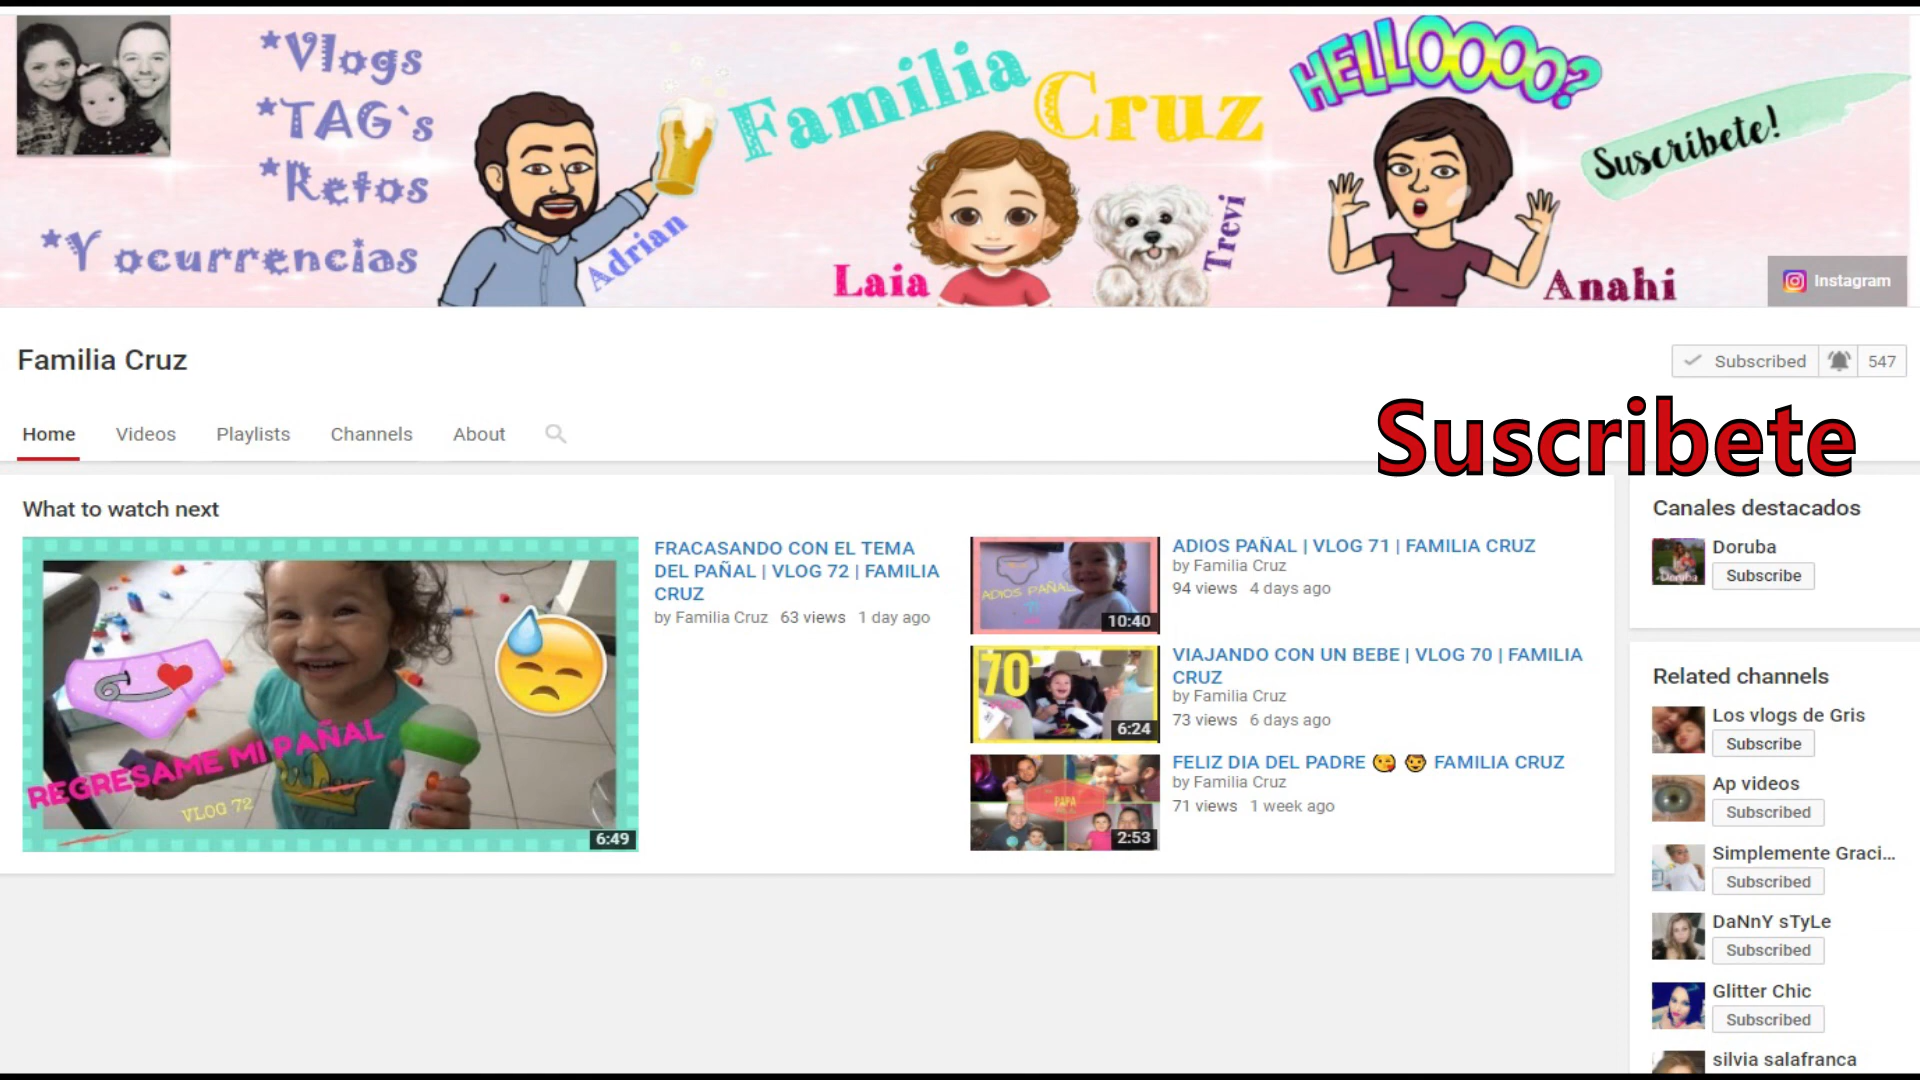 *Vlogs
*TAG`s
*Retos
*Y ocurrencias
Adrian
Familia Cruz
Laia
Trevi
HELLOOOO?
Anahi
Suscribete!
Instagram
Familia Cruz
Subscribed 547
Suscribete
Home Videos Playlists Channels About
What to watch next
REGRESAME MI PAÑAL
VLOG 72
6:49
FRACASANDO CON EL TEMA
DEL PAÑAL | VLOG 72 | FAMILIA
CRUZ
by Familia Cruz 63 views 1 day ago
ADIOS PAÑAL
71
10:40
ADIOS PAÑAL | VLOG 71 | FAMILIA CRUZ
by Familia Cruz
94 views 4 days ago
70
6:24
VIAJANDO CON UN BEBE | VLOG 70 | FAMILIA
CRUZ
by Familia Cruz
73 views 6 days ago
PAPA
2:53
FELIZ DIA DEL PADRE 😘 👨 FAMILIA CRUZ
by Familia Cruz
71 views 1 week ago
Canales destacados
Doruba
Doruba
Subscribe
Related channels
Los vlogs de Gris
Subscribe
Ap videos
Subscribed
Simplemente Graci...
Subscribed
DaNnY sTyLe
Subscribed
Glitter Chic
Subscribed
silvia salafranca